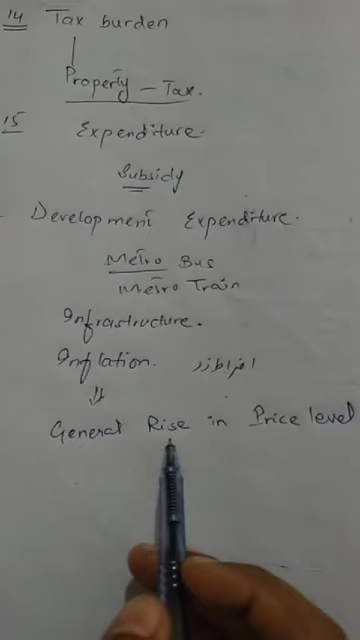 14 Tax burden
Property - Tax.
15 Expenditure.
Subsidy
Development Expenditure.
Metro Bus
Metro Train
Infrastructure.
Inflation. افراط زر
General Rise in Price level